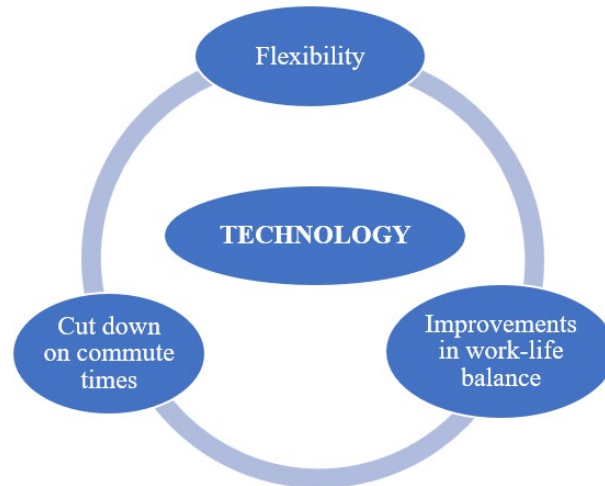 Flexibility
TECHNOLOGY
Cut down
on commute
times
Improvements
in work-life
balance